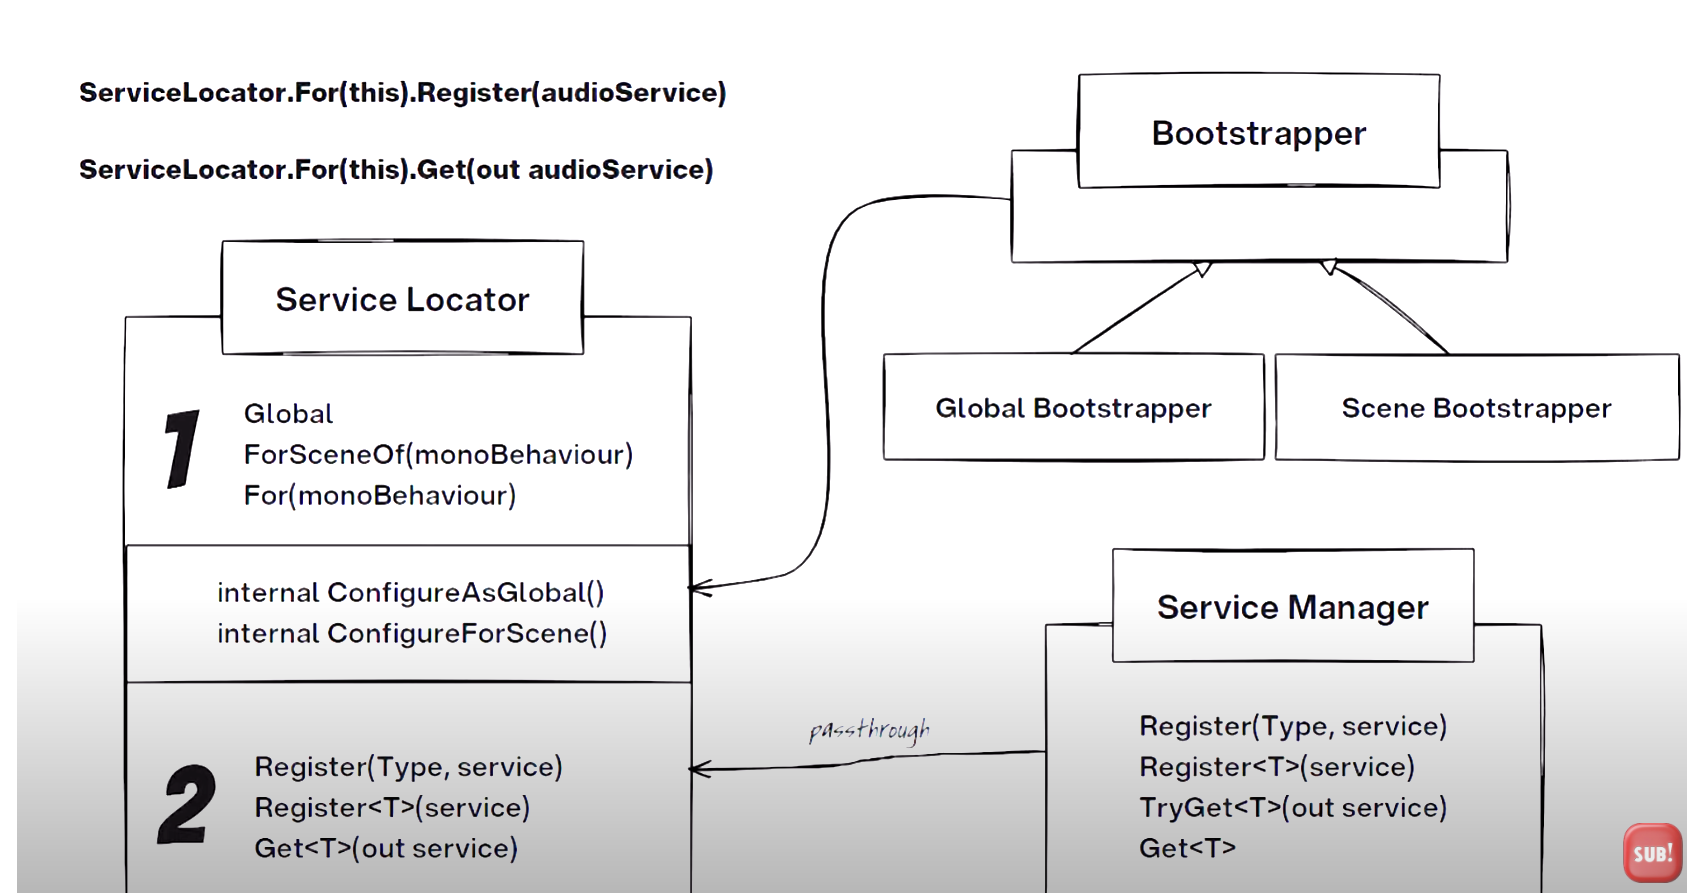 ServiceLocator.For(this).Register(audioService)
ServiceLocator.For(this).Get(out audioService)
Service Locator
1
Global
ForSceneOf(monoBehaviour)
For(monoBehaviour)
internal ConfigureAsGlobal()
internal ConfigureForScene()
2
Register(Type, service)
Register<T>(service)
Get<T>(out service)
passthrough
Bootstrapper
Global Bootstrapper
Scene Bootstrapper
Service Manager
Register(Type, service)
Register<T>(service)
TryGet<T>(out service)
Get<T>
SUB!